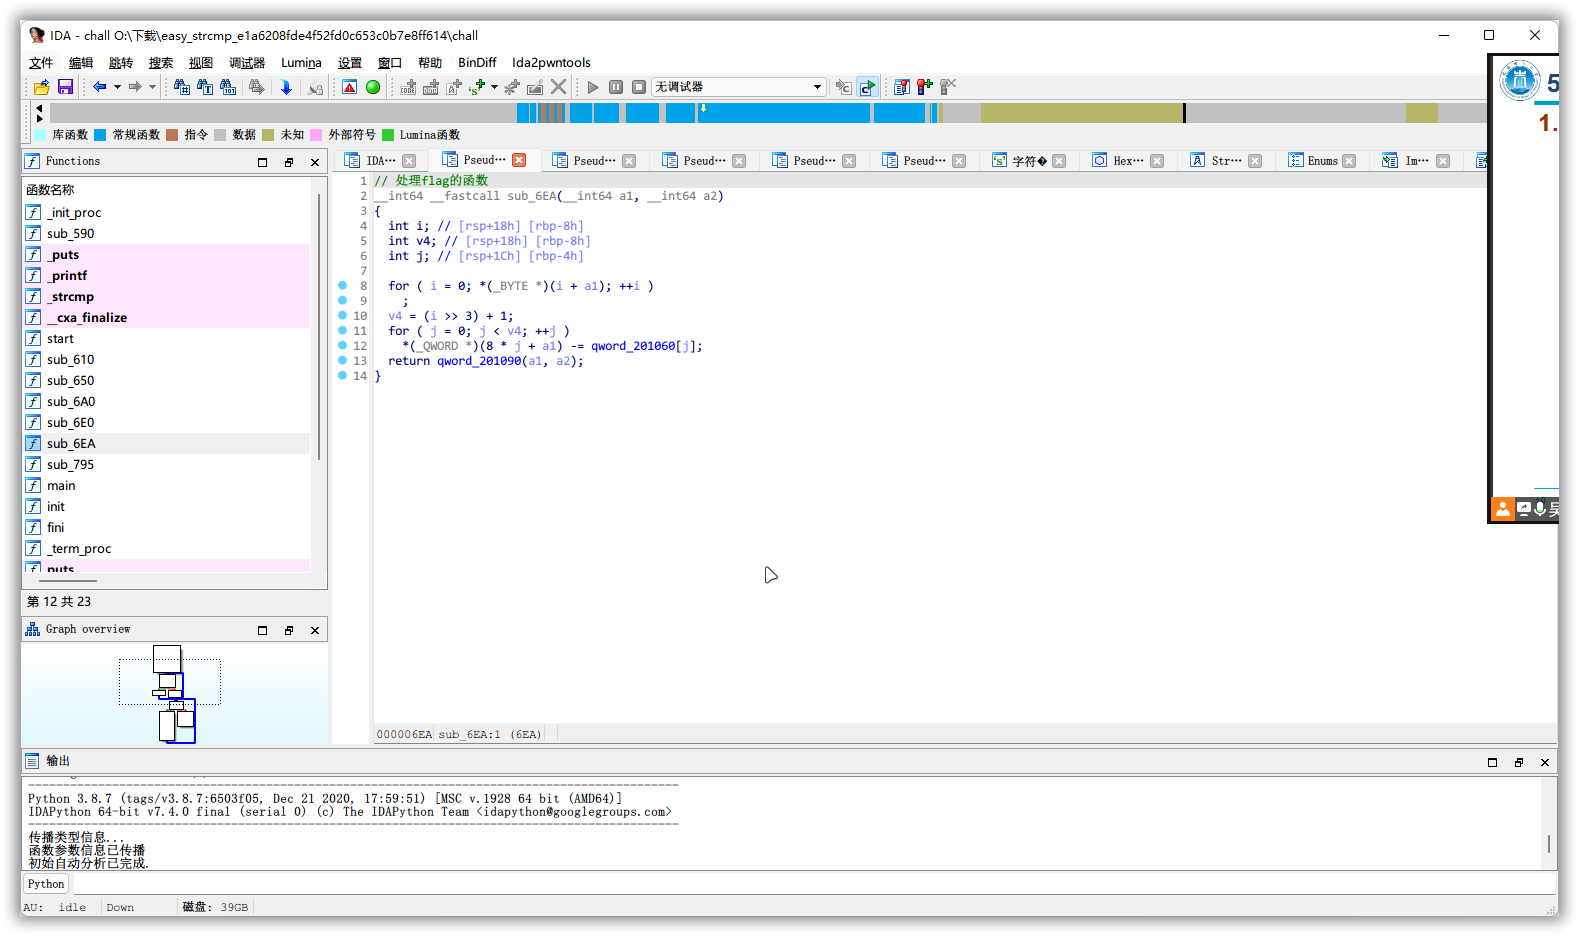 IDA - chall O:\下载\easy_strcmp_e1a6208fde4f52fd0c653c0b7e8ff614\chall
文件 编辑 跳转 搜索 视图 调试器 Lumina 设置 窗口 帮助 BinDiff Ida2pwntools
无调试器
库函数 常规函数 指令 数据 未知 外部符号 Lumina函数
Functions
IDA··· Pseud··· Pseud··· Pseud··· Pseud··· Pseud··· 字符� Hex··· Str··· Enums Im···
函数名称
_init_proc
sub_590
_puts
_printf
_strcmp
__cxa_finalize
start
sub_610
sub_650
sub_6A0
sub_6E0
sub_6EA
sub_795
main
init
fini
_term_proc
puts
第 12 共 23
Graph overview
1 // 处理flag的函数
2 __int64 __fastcall sub_6EA(__int64 a1, __int64 a2)
3 {
4 int i; // [rsp+18h] [rbp-8h]
5 int v4; // [rsp+18h] [rbp-8h]
6 int j; // [rsp+1Ch] [rbp-4h]
7
8 for ( i = 0; *(_BYTE *)(i + a1); ++i )
9 ;
10 v4 = (i >> 3) + 1;
11 for ( j = 0; j < v4; ++j )
12 *(_QWORD *)(8 * j + a1) -= qword_201060[j];
13 return qword_201090(a1, a2);
14 }
000006EA sub_6EA:1 (6EA)
5
1.
输出
Python 3.8.7 (tags/v3.8.7:6503f05, Dec 21 2020, 17:59:51) [MSC v.1928 64 bit (AMD64)]
IDAPython 64-bit v7.4.0 final (serial 0) (c) The IDAPython Team <idapython@googlegroups.com>
传播类型信息...
函数参数信息已传播
初始自动分析已完成.
Python
AU: idle Down 磁盘: 39GB